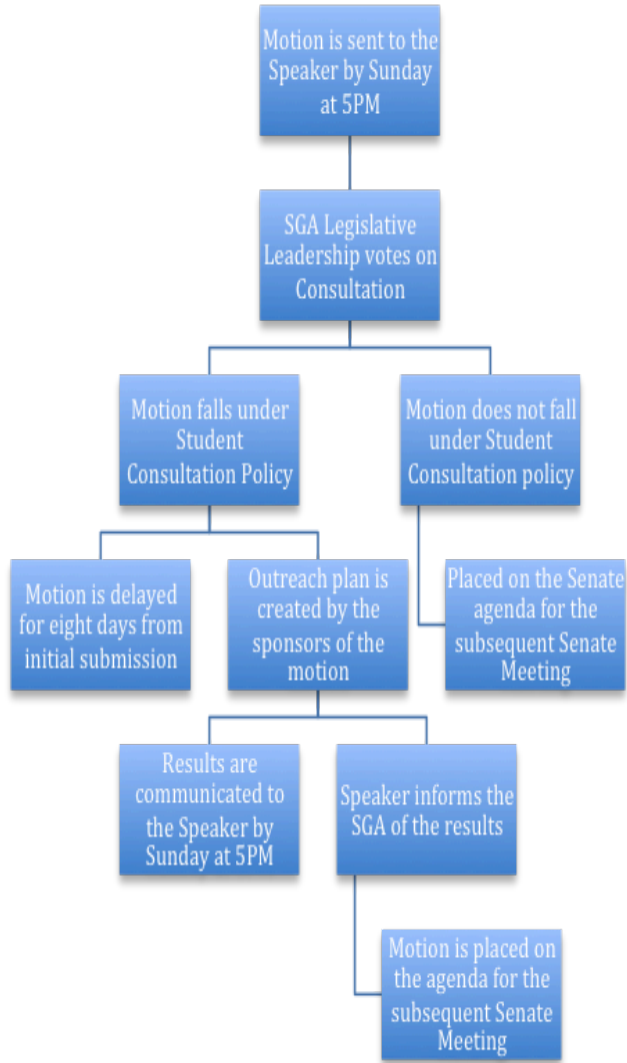 Motion is sent to the
Speaker by Sunday
at 5PM
SGA Legislative
Leadership votes on
Consultation
Motion falls under
Student
Consultation Policy
Motion does not fall
under Student
Consultation policy
Motion is delayed
for eight days from
initial submission
Outreach plan is
created by the
sponsors of the
motion
Placed on the Senate
agenda for the
subsequent Senate
Meeting
Results are
communicated to
the Speaker by
Sunday at 5PM
Speaker informs the
SGA of the results
Motion is placed on
the agenda for the
subsequent Senate
Meeting